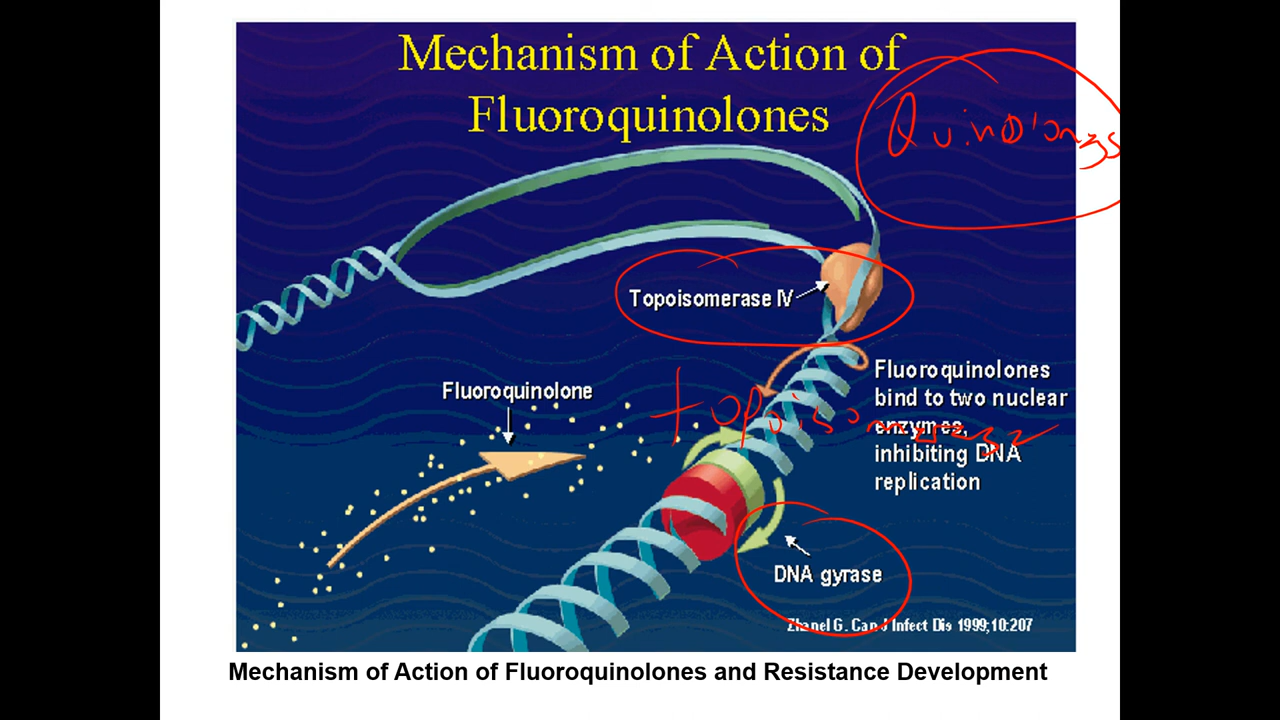 Mechanism of Action of
Fluoroquinolones
Quinolones
Topoisomerase IV
Fluoroquinolone
Fluoroquinolones
bind to two nuclear
enzymes,
inhibiting DNA
replication
DNA gyrase
Zhanel G. Can J Infect Dis 1999;10:207
Mechanism of Action of Fluoroquinolones and Resistance Development